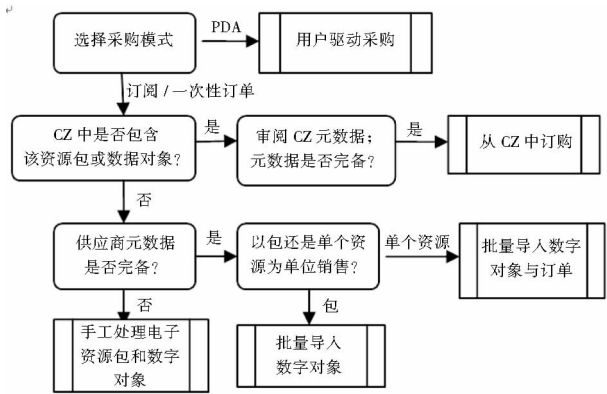 选择采购模式
PDA
用户驱动采购
订阅/一次性订单
CZ 中是否包含
该资源包或数据对象?
是
审阅 CZ 元数据;
元数据是否完备?
是
从 CZ 中订购
否
供应商元数据
是否完备?
是
以包还是单个资
源为单位销售?
单个资源
批量导入数字
对象与订单
否
包
手工处理电子
资源包和数字
对象
批量导入
数字对象